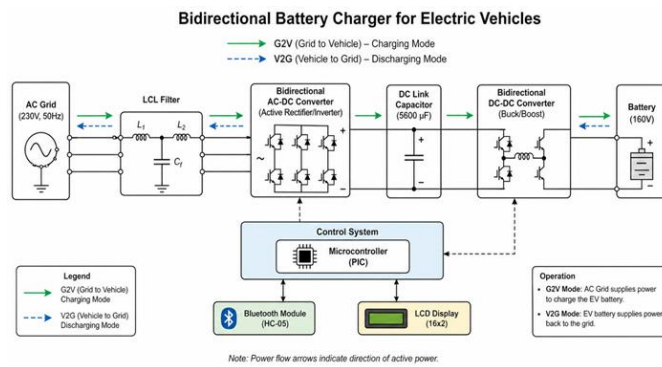 Bidirectional Battery Charger for Electric Vehicles
G2V (Grid to Vehicle) – Charging Mode
V2G (Vehicle to Grid) – Discharging Mode
AC Grid
(230V, 50Hz)
LCL Filter
L1
L2
Cf
Bidirectional
AC-DC Converter
(Active Rectifier/Inverter)
~
+
−
DC Link
Capacitor
(5600 µF)
+
−
Bidirectional
DC-DC Converter
(Buck/Boost)
Battery
(160V)
+
−
Control System
Microcontroller
(PIC)
Bluetooth Module
(HC-05)
LCD Display
(16x2)
Legend
G2V (Grid to Vehicle)
Charging Mode
V2G (Vehicle to Grid)
Discharging Mode
Operation
• G2V Mode: AC Grid supplies power
to charge the EV battery.
• V2G Mode: EV battery supplies power
back to the grid.
Note: Power flow arrows indicate direction of active power.